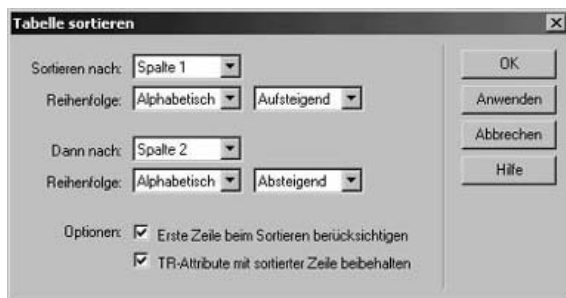 Tabelle sortieren
Sortieren nach: Spalte 1
Reihenfolge: Alphabetisch Aufsteigend
Dann nach: Spalte 2
Reihenfolge: Alphabetisch Absteigend
Optionen: Erste Zeile beim Sortieren berücksichtigen
TR-Attribute mit sortierter Zeile beibehalten
OK
Anwenden
Abbrechen
Hilfe